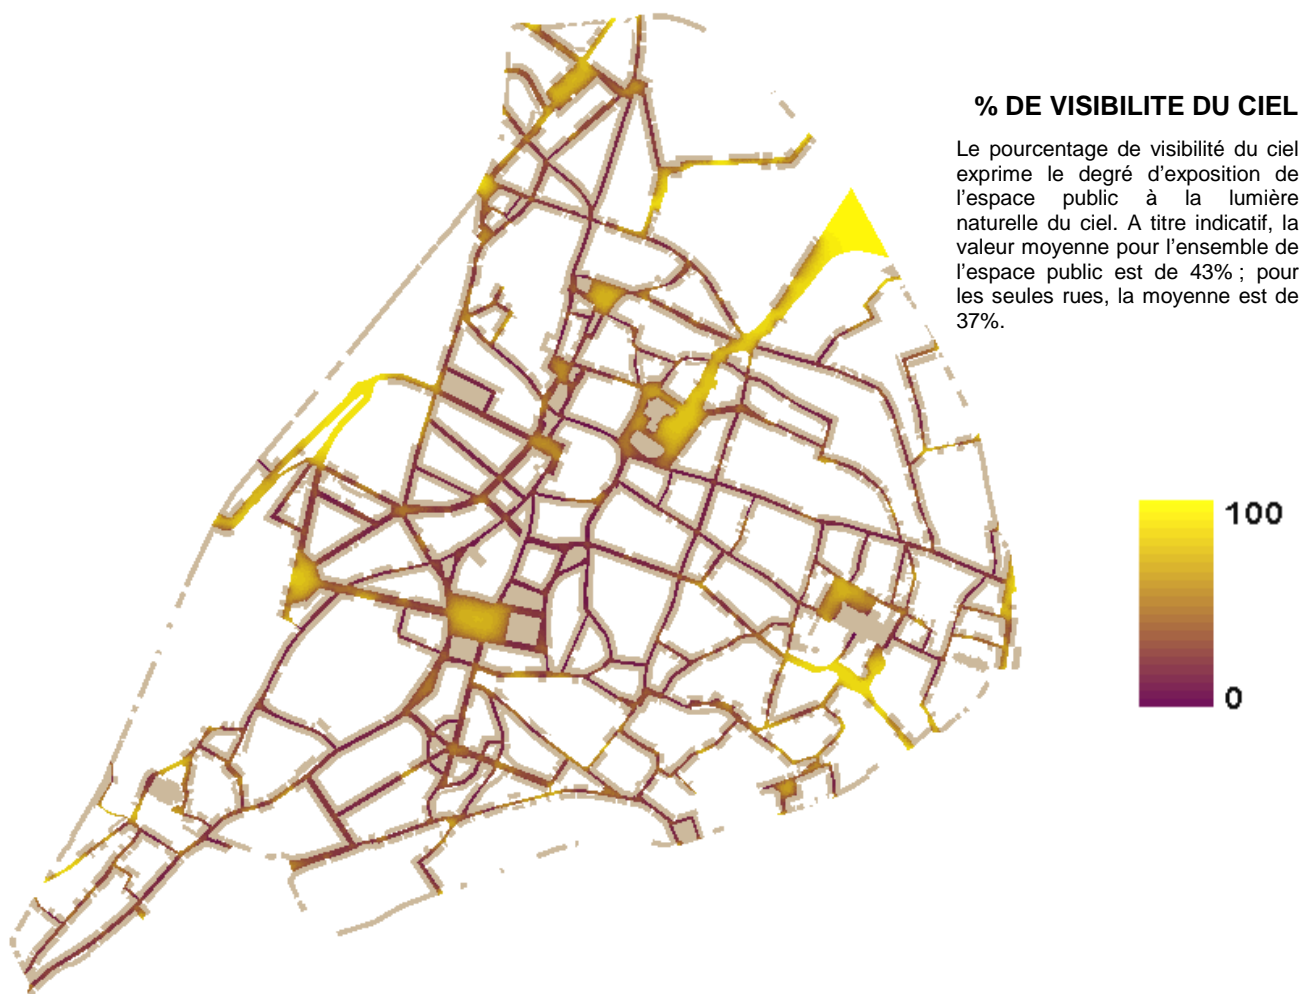 % DE VISIBILITE DU CIEL
Le pourcentage de visibilité du ciel
exprime le degré d’exposition de
l’espace public à la lumière
naturelle du ciel. A titre indicatif, la
valeur moyenne pour l’ensemble de
l’espace public est de 43% ; pour
les seules rues, la moyenne est de
37%.
100
0